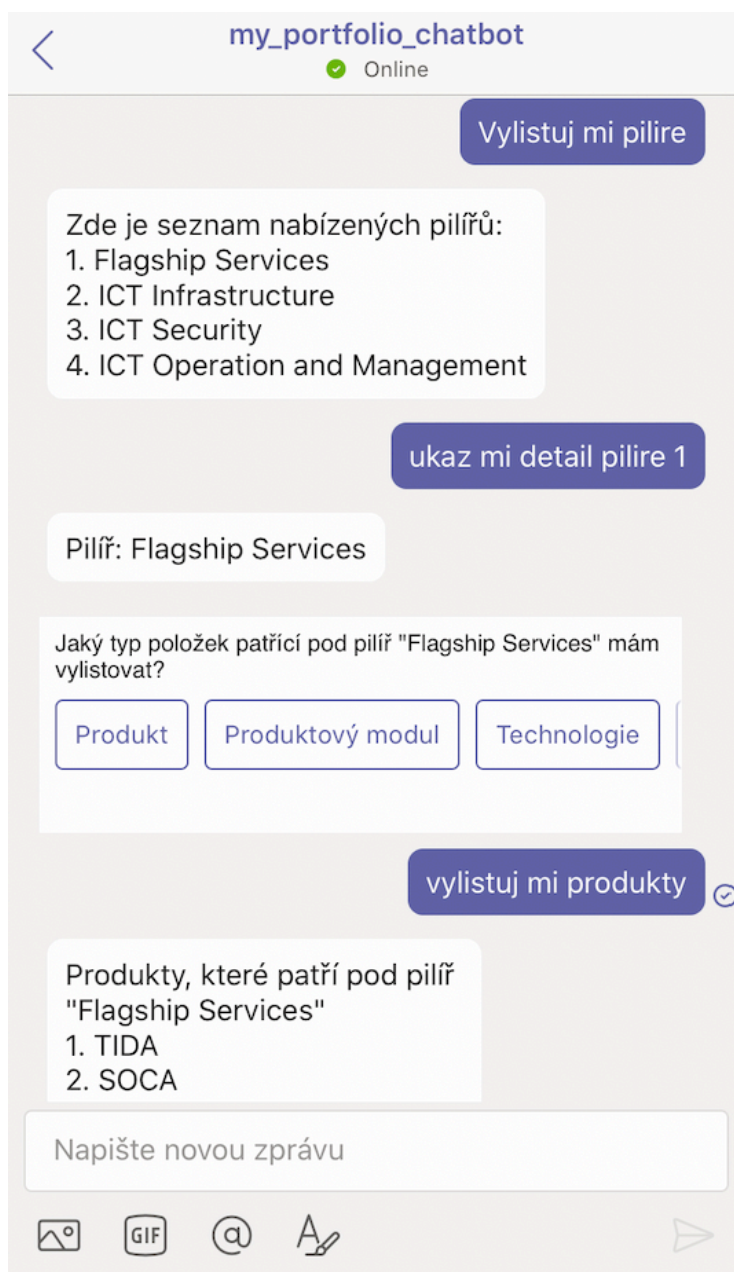 my_portfolio_chatbot
Online
Vylistuj mi pilire
Zde je seznam nabízených pilířů:
1. Flagship Services
2. ICT Infrastructure
3. ICT Security
4. ICT Operation and Management
ukaz mi detail pilire 1
Pilíř: Flagship Services
Jaký typ položek patřící pod pilíř "Flagship Services" mám
vylistovat?
Produkt
Produktový modul
Technologie
vylistuj mi produkty
Produkty, které patří pod pilíř
"Flagship Services"
1. TIDA
2. SOCA
Napište novou zprávu
GIF